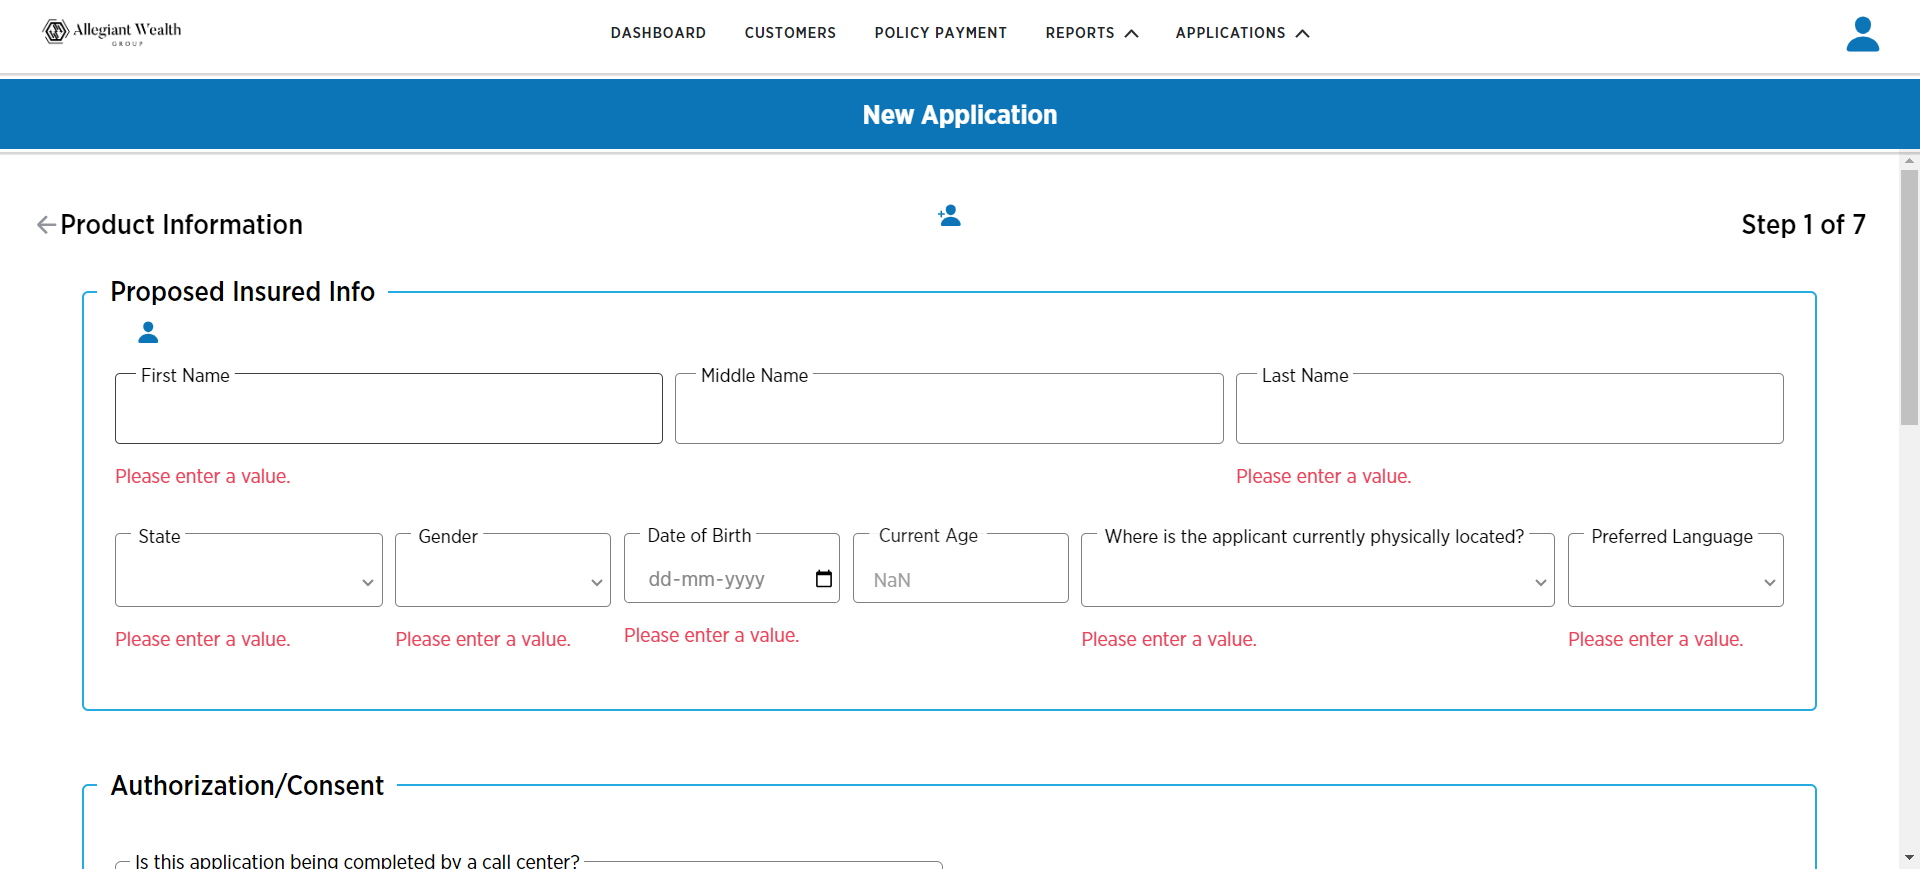 Allegiant Wealth
GROUP
DASHBOARD CUSTOMERS POLICY PAYMENT REPORTS APPLICATIONS
New Application
Product Information
Step 1 of 7
Proposed Insured Info
First Name Middle Name Last Name
Please enter a value. Please enter a value.
State Gender Date of Birth Current Age Where is the applicant currently physically located? Preferred Language
dd-mm-yyyy NaN
Please enter a value. Please enter a value. Please enter a value. Please enter a value. Please enter a value.
Authorization/Consent
Is this application being completed by a call center?